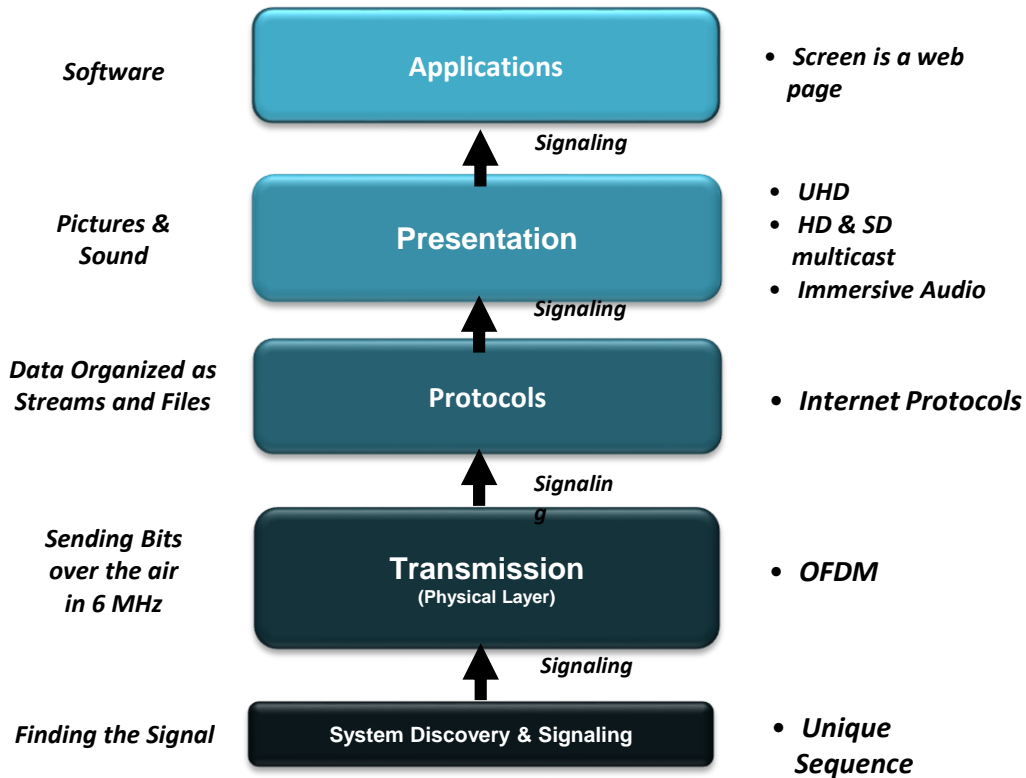 Software
Applications
• Screen is a web
page
Signaling
Pictures &
Sound
Presentation
• UHD
• HD & SD
multicast
• Immersive Audio
Signaling
Data Organized as
Streams and Files
Protocols
• Internet Protocols
Signalin
g
Sending Bits
over the air
in 6 MHz
Transmission
(Physical Layer)
• OFDM
Signaling
Finding the Signal
System Discovery & Signaling
• Unique
Sequence